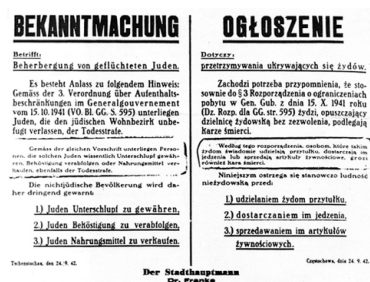 BEKANNTMACHUNG
Betrifft:
Beherbergung von geflüchteten Juden.
Es besteht Anlass zu folgendem Hinweis:
Gemäss der 3. Verordnung über Aufenthalts-
beschränkungen im Generalgouvernement
vom 15.10.1941 (VO. Bl. GG. S. 595) unterliegen
Juden, die den jüdischen Wohnbezirk unbe-
fugt verlassen, der Todesstrafe.
Gemäss der gleichen Vorschrift unterliegen Perso-
nen, die solchen Juden wissentlich Unterschlupf gewäh-
ren, Beköstigung verabfolgen oder Nahrungsmittel ver-
kaufen, ebenfalls der Todesstrafe.
Die nichtjüdische Bevölkerung wird da-
her dringend gewarnt:
1.) Juden Unterschlupf zu gewähren,
2.) Juden Beköstigung zu verabfolgen,
3.) Juden Nahrungsmittel zu verkaufen.
Tschenstochau, den 24. 9. 42.
OGŁOSZENIE
Dotyczy:
przetrzymywania ukrywających się żydów.
Zachodzi potrzeba przypomnienia, że sto-
sownie do § 3 Rozporządzenia o ograniczeniach
pobytu w Gen. Gub. z dnia 15. X. 1941 roku
(Dz. Rozp. dla GG. str. 595) żydzi, opuszczający
dzielnicę żydowską bez zezwolenia, podlegają
karze śmierci.
Według tego rozporządzenia, osobom, które takim
żydom świadomie udzielają przytułku, dostarczają im
jedzenia lub sprzedają artykuły żywnościowe, grozi
również kara śmierci.
Niniejszym ostrzega się stanowczo ludność
nieżydowską przed:
1.) udzielaniem żydom przytułku,
2.) dostarczaniem im jedzenia,
3.) sprzedawaniem im artykułów
żywnościowych.
Częstochowa, dnia 24. 9. 42.
Der Stadthauptmann
Dr. Franke